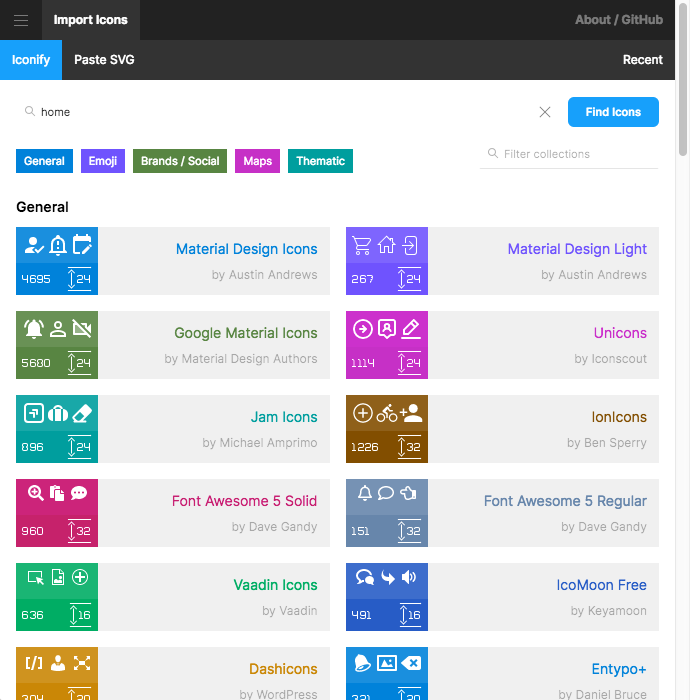 Import Icons
About / GitHub
Iconify
Paste SVG
Recent
home
Find Icons
General
Emoji
Brands / Social
Maps
Thematic
Filter collections
General
4695
24
Material Design Icons
by Austin Andrews
267
24
Material Design Light
by Austin Andrews
5680
24
Google Material Icons
by Material Design Authors
1114
24
Unicons
by Iconscout
896
24
Jam Icons
by Michael Amprimo
1226
32
IonIcons
by Ben Sperry
960
32
Font Awesome 5 Solid
by Dave Gandy
151
32
Font Awesome 5 Regular
by Dave Gandy
636
16
Vaadin Icons
by Vaadin
491
16
IcoMoon Free
by Keyamoon
304
20
Dashicons
by WordPress
321
20
Entypo+
by Daniel Bruce